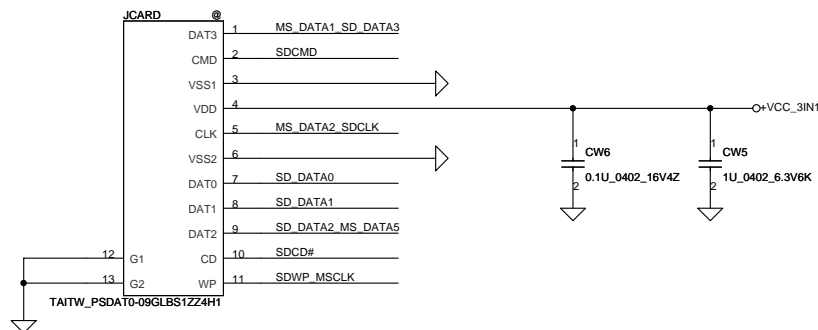 JCARD @
DAT3 1 MS_DATA1_SD_DATA3
CMD 2 SDCMD
VSS1 3
VDD 4 +VCC_3IN1
CLK 5 MS_DATA2_SDCLK
VSS2 6
1 CW6 1 CW5
2 0.1U_0402_16V4Z 2 1U_0402_6.3V6K
DAT0 7 SD_DATA0
DAT1 8 SD_DATA1
DAT2 9 SD_DATA2_MS_DATA5
12 G1 CD 10 SDCD#
13 G2 WP 11 SDWP_MSCLK
TAITW_PSDAT0-09GLBS1ZZ4H1